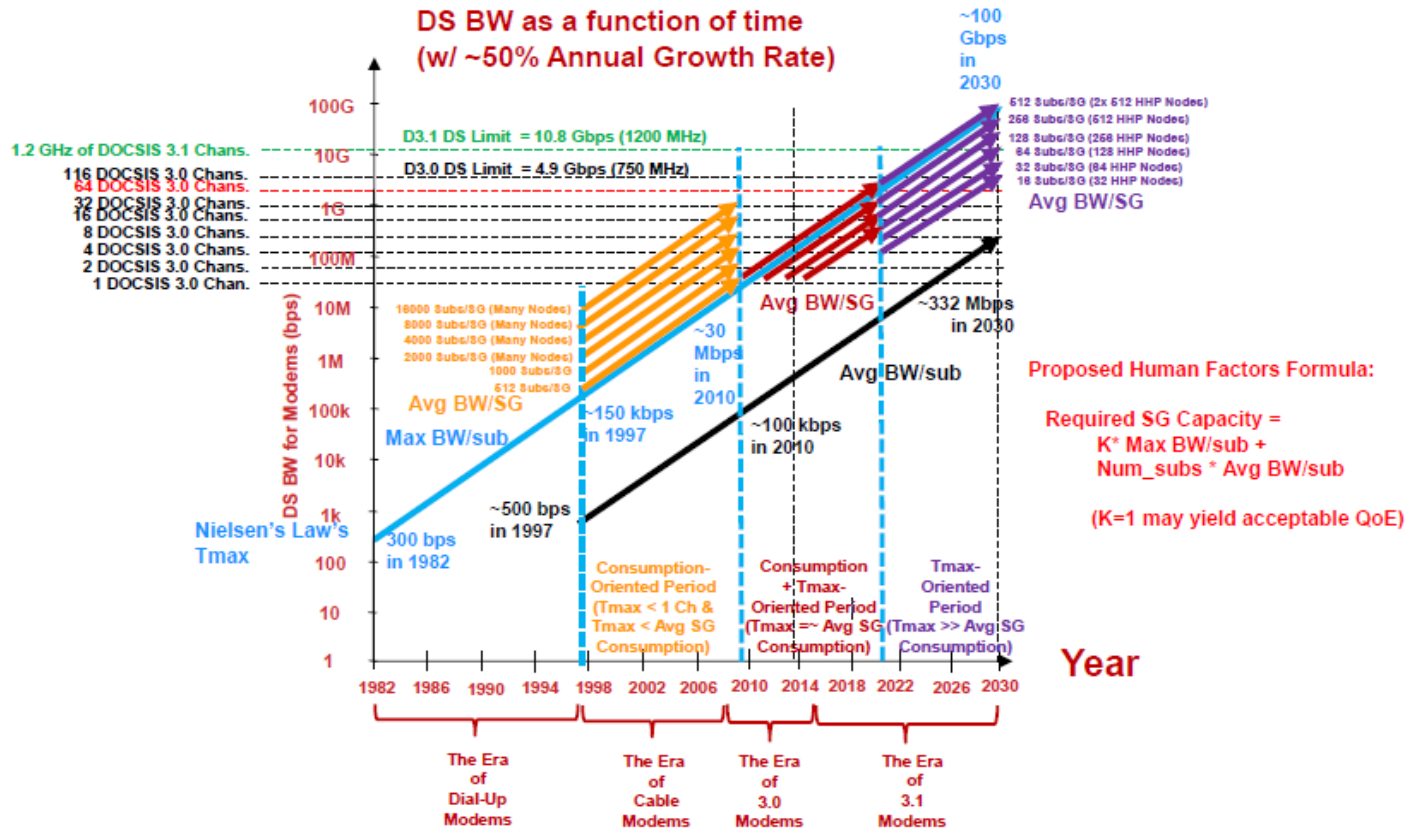 DS BW as a function of time
(w/ ~50% Annual Growth Rate)
~100
Gbps
in
2030
100G
10G
1G
100M
10M
1M
100k
10k
1k
100
10
1
DS BW for Modems (bps)
1.2 GHz of DOCSIS 3.1 Chans.
116 DOCSIS 3.0 Chans.
64 DOCSIS 3.0 Chans.
32 DOCSIS 3.0 Chans.
16 DOCSIS 3.0 Chans.
8 DOCSIS 3.0 Chans.
4 DOCSIS 3.0 Chans.
2 DOCSIS 3.0 Chans.
1 DOCSIS 3.0 Chan.
D3.1 DS Limit = 10.8 Gbps (1200 MHz)
D3.0 DS Limit = 4.9 Gbps (750 MHz)
512 Subs/SG (2x 512 HHP Nodes)
256 Subs/SG (512 HHP Nodes)
128 Subs/SG (256 HHP Nodes)
64 Subs/SG (128 HHP Nodes)
32 Subs/SG (64 HHP Nodes)
16 Subs/SG (32 HHP Nodes)
Avg BW/SG
16000 Subs/SG (Many Nodes)
8000 Subs/SG (Many Nodes)
4000 Subs/SG (Many Nodes)
2000 Subs/SG (Many Nodes)
1000 Subs/SG
512 Subs/SG
Avg BW/SG
Max BW/sub
~150 kbps
in 1997
~30
Mbps
in
2010
Avg BW/SG
~332 Mbps
in 2030
Avg BW/sub
~100 kbps
in 2010
~500 bps
in 1997
Nielsen's Law's
Tmax
300 bps
in 1982
Proposed Human Factors Formula:
Required SG Capacity =
K* Max BW/sub +
Num_subs * Avg BW/sub
(K=1 may yield acceptable QoE)
Consumption-
Oriented Period
(Tmax < 1 Ch &
Tmax < Avg SG
Consumption)
Consumption
+ Tmax-
Oriented Period
(Tmax =~ Avg SG
Consumption)
Tmax-
Oriented
Period
(Tmax >> Avg SG
Consumption)
Year
1982 1986 1990 1994 1998 2002 2006 2010 2014 2018 2022 2026 2030
The Era
of
Dial-Up
Modems
The Era
of
Cable
Modems
The Era
of
3.0
Modems
The Era
of
3.1
Modems